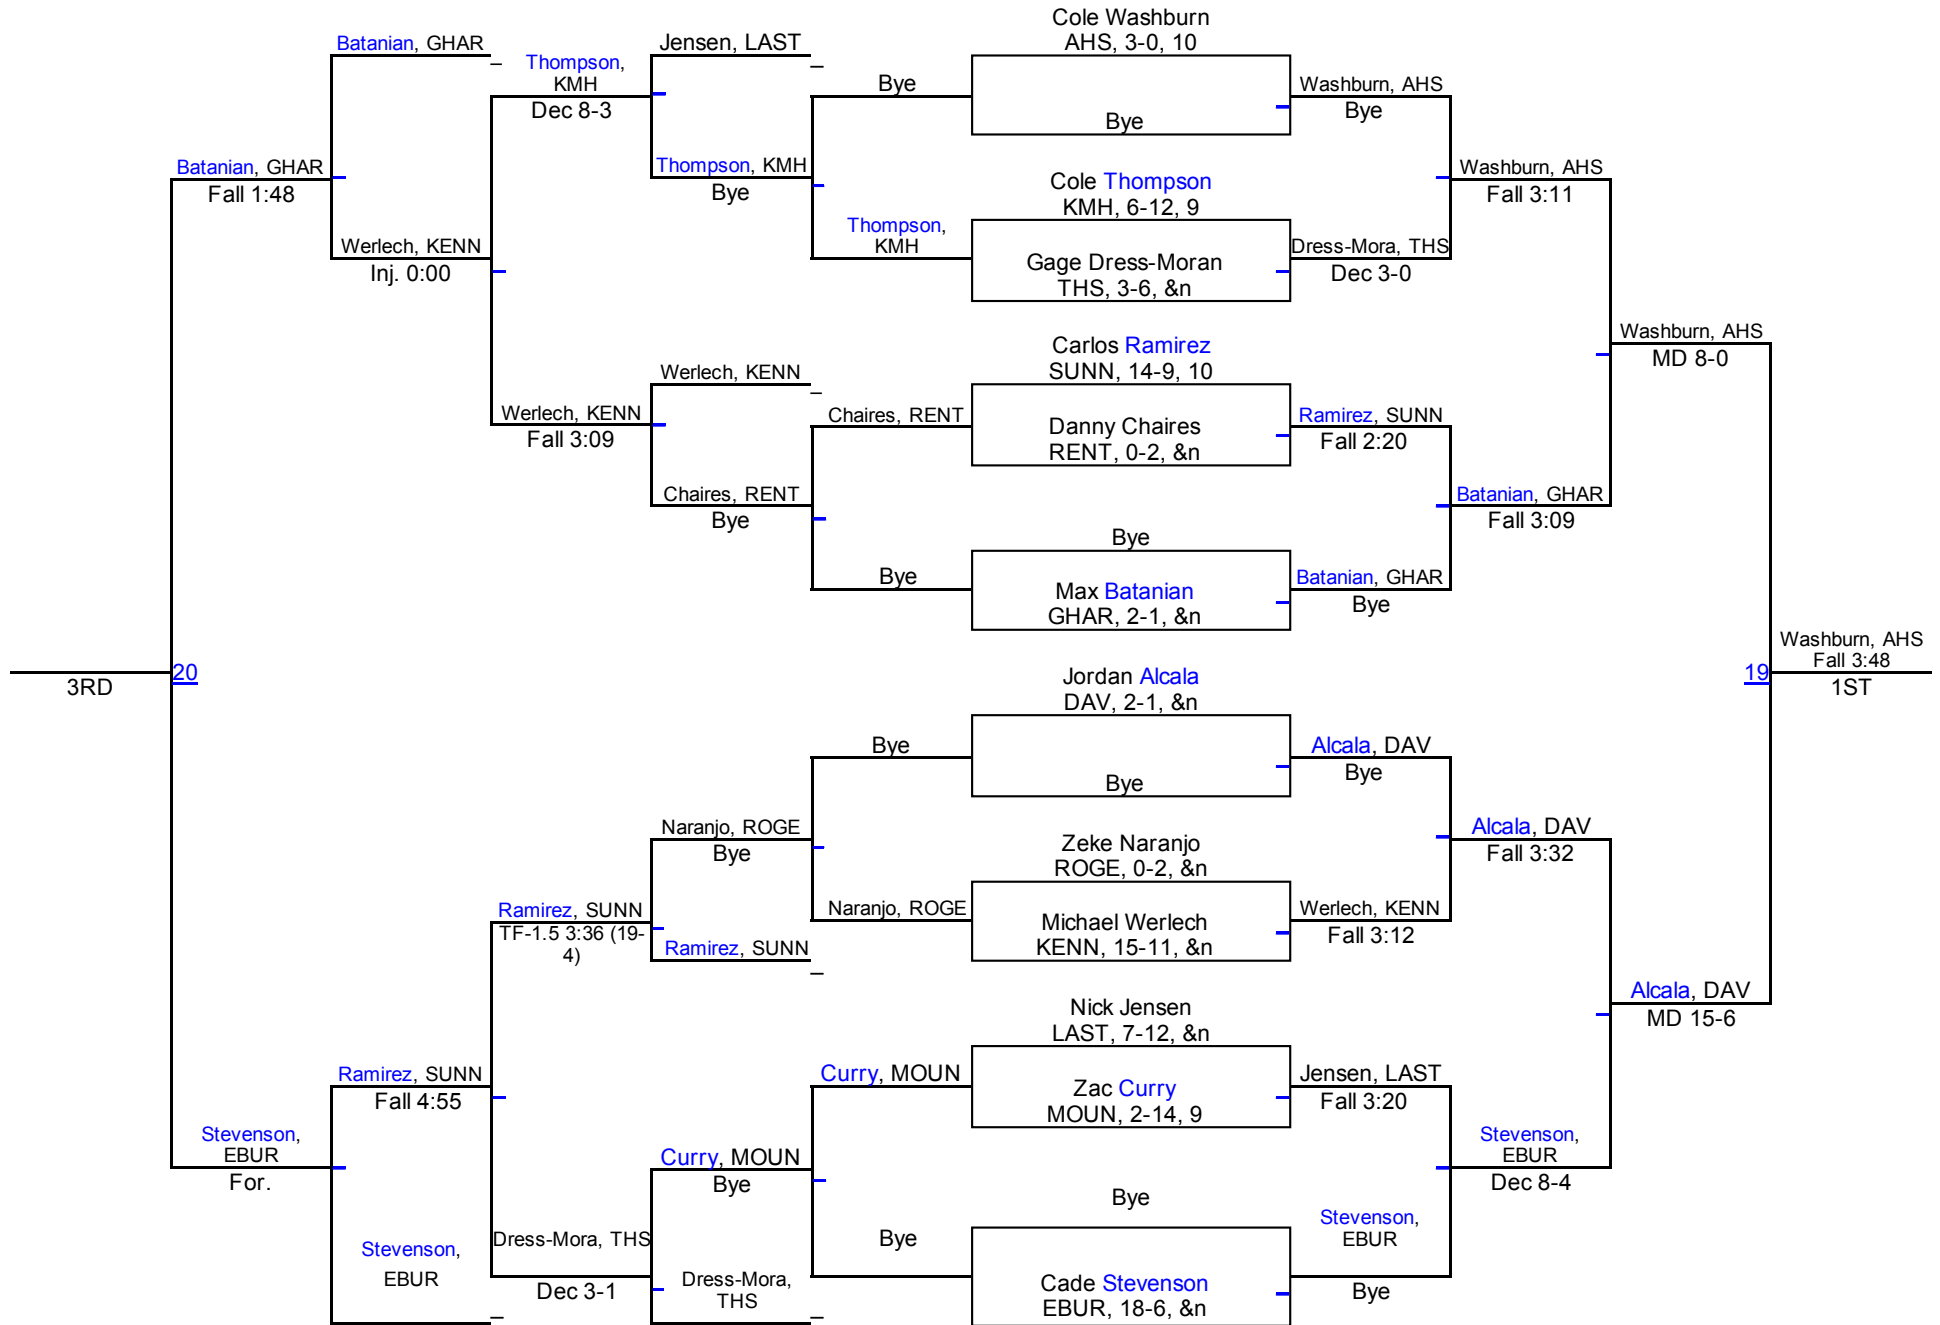 Cole Washburn
AHS, 3-0, 10
Bye
Cole Thompson
KMH, 6-12, 9
Gage Dress-Moran
THS, 3-6, &n
Carlos Ramirez
SUNN, 14-9, 10
Danny Chaires
RENT, 0-2, &n
Bye
Max Batanian
GHAR, 2-1, &n
Jordan Alcala
DAV, 2-1, &n
Bye
Zeke Naranjo
ROGE, 0-2, &n
Michael Werlech
KENN, 15-11, &n
Nick Jensen
LAST, 7-12, &n
Zac Curry
MOUN, 2-14, 9
Bye
Cade Stevenson
EBUR, 18-6, &n
Washburn, AHS
Bye
Dress-Mora, THS
Dec 3-0
Ramirez, SUNN
Fall 2:20
Batanian, GHAR
Bye
Alcala, DAV
Bye
Werlech, KENN
Fall 3:12
Jensen, LAST
Fall 3:20
Stevenson,
EBUR
Bye
Washburn, AHS
Fall 3:11
Batanian, GHAR
Fall 3:09
Alcala, DAV
Fall 3:32
Stevenson,
EBUR
Dec 8-4
Washburn, AHS
MD 8-0
Alcala, DAV
MD 15-6
19
Washburn, AHS
Fall 3:48
1ST
Bye
Thompson,
KMH
Chaires, RENT
Bye
Bye
Naranjo, ROGE
Curry, MOUN
Bye
Jensen, LAST
Thompson, KMH
Bye
Werlech, KENN
Chaires, RENT
Bye
Naranjo, ROGE
Bye
Ramirez, SUNN
Curry, MOUN
Bye
Dress-Mora,
THS
Thompson,
KMH
Dec 8-3
Werlech, KENN
Fall 3:09
Ramirez, SUNN
TF-1.5 3:36 (19-
4)
Dress-Mora, THS
Dec 3-1
Batanian, GHAR
Werlech, KENN
Inj. 0:00
Ramirez, SUNN
Fall 4:55
Stevenson,
EBUR
Batanian, GHAR
Fall 1:48
Stevenson,
EBUR
For.
20
3RD